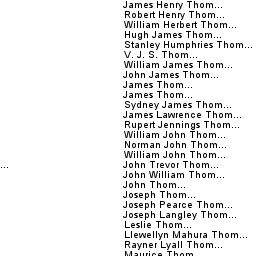 James Henry Thom...
Robert Henry Thom...
William Herbert Thom...
Hugh James Thom...
Stanley Humphries Thom...
V. J. S. Thom...
William James Thom...
John James Thom...
James Thom...
James Thom...
Sydney James Thom...
James Lawrence Thom...
Rupert Jennings Thom...
William John Thom...
Norman John Thom...
William John Thom...
... John Trevor Thom...
John William Thom...
John Thom...
Joseph Thom...
Joseph Pearce Thom...
Joseph Langley Thom...
Leslie Thom...
Llewellyn Mahura Thom...
Rayner Lyall Thom...
Maurice Thom